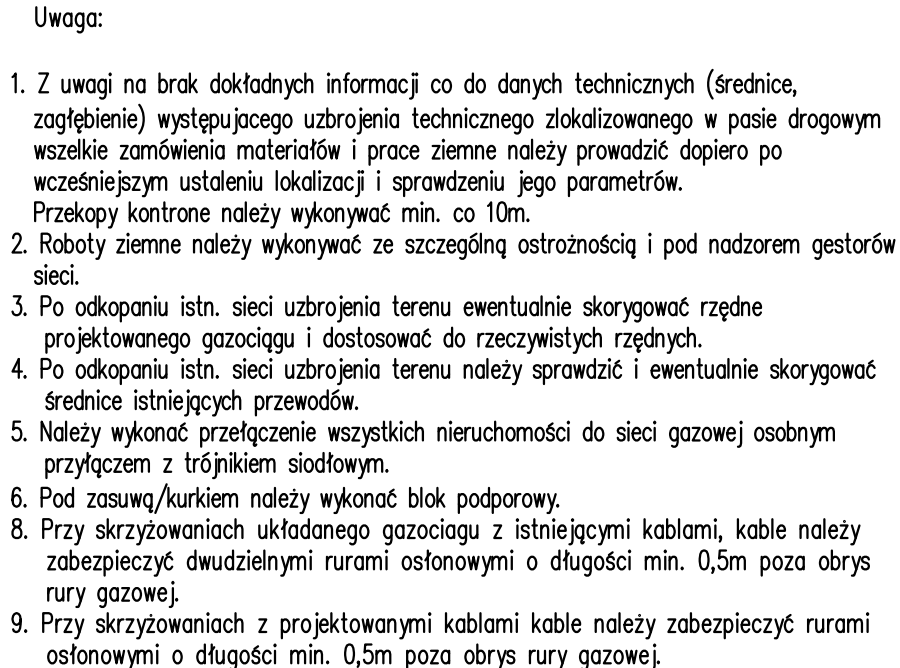 Uwaga:
1. Z uwagi na brak dokładnych informacji co do danych technicznych (średnice,
zagłębienie) występujacego uzbrojenia technicznego zlokalizowanego w pasie drogowym
wszelkie zamówienia materiałów i prace ziemne należy prowadzić dopiero po
wcześniejszym ustaleniu lokalizacji i sprawdzeniu jego parametrów.
Przekopy kontrone należy wykonywać min. co 10m.
2. Roboty ziemne należy wykonywać ze szczególną ostrożnością i pod nadzorem gestorów
sieci.
3. Po odkopaniu istn. sieci uzbrojenia terenu ewentualnie skorygować rzędne
projektowanego gazociągu i dostosować do rzeczywistych rzędnych.
4. Po odkopaniu istn. sieci uzbrojenia terenu należy sprawdzić i ewentualnie skorygować
średnice istniejących przewodów.
5. Należy wykonać przełączenie wszystkich nieruchomości do sieci gazowej osobnym
przyłączem z trójnikiem siodłowym.
6. Pod zasuwą/kurkiem należy wykonać blok podporowy.
8. Przy skrzyżowaniach układanego gazociagu z istniejącymi kablami, kable należy
zabezpieczyć dwudzielnymi rurami osłonowymi o długości min. 0,5m poza obrys
rury gazowej.
9. Przy skrzyżowaniach z projektowanymi kablami kable należy zabezpieczyć rurami
osłonowymi o długości min. 0,5m poza obrys rury gazowej.